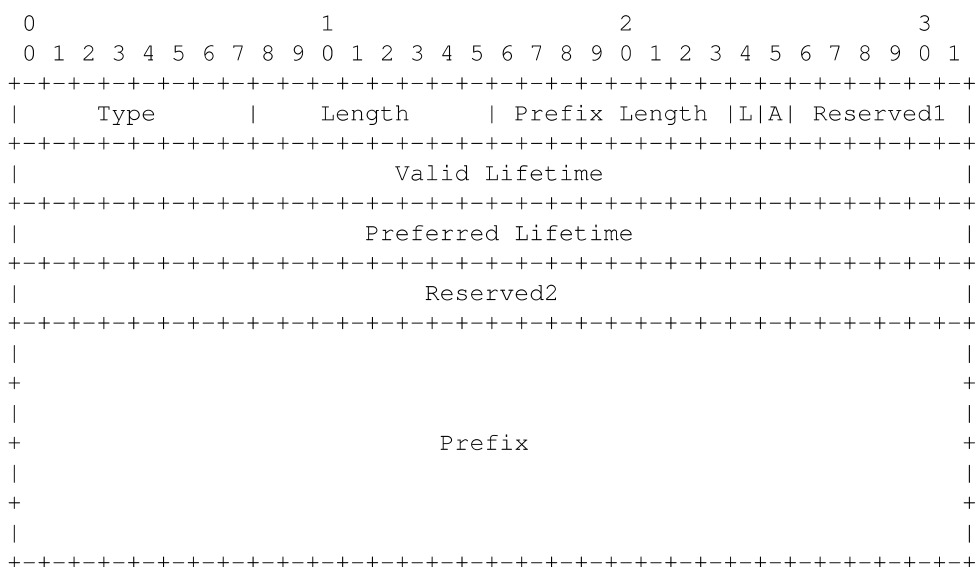 0                   1                   2                   3
 0 1 2 3 4 5 6 7 8 9 0 1 2 3 4 5 6 7 8 9 0 1 2 3 4 5 6 7 8 9 0 1
+-+-+-+-+-+-+-+-+-+-+-+-+-+-+-+-+-+-+-+-+-+-+-+-+-+-+-+-+-+-+-+-+
|     Type      |    Length     | Prefix Length |L|A| Reserved1 |
+-+-+-+-+-+-+-+-+-+-+-+-+-+-+-+-+-+-+-+-+-+-+-+-+-+-+-+-+-+-+-+-+
|                         Valid Lifetime                        |
+-+-+-+-+-+-+-+-+-+-+-+-+-+-+-+-+-+-+-+-+-+-+-+-+-+-+-+-+-+-+-+-+
|                       Preferred Lifetime                      |
+-+-+-+-+-+-+-+-+-+-+-+-+-+-+-+-+-+-+-+-+-+-+-+-+-+-+-+-+-+-+-+-+
|                           Reserved2                           |
+-+-+-+-+-+-+-+-+-+-+-+-+-+-+-+-+-+-+-+-+-+-+-+-+-+-+-+-+-+-+-+-+
|                                                               |
+                                                               +
|                                                               |
+                            Prefix                             +
|                                                               |
+                                                               +
|                                                               |
+-+-+-+-+-+-+-+-+-+-+-+-+-+-+-+-+-+-+-+-+-+-+-+-+-+-+-+-+-+-+-+-+